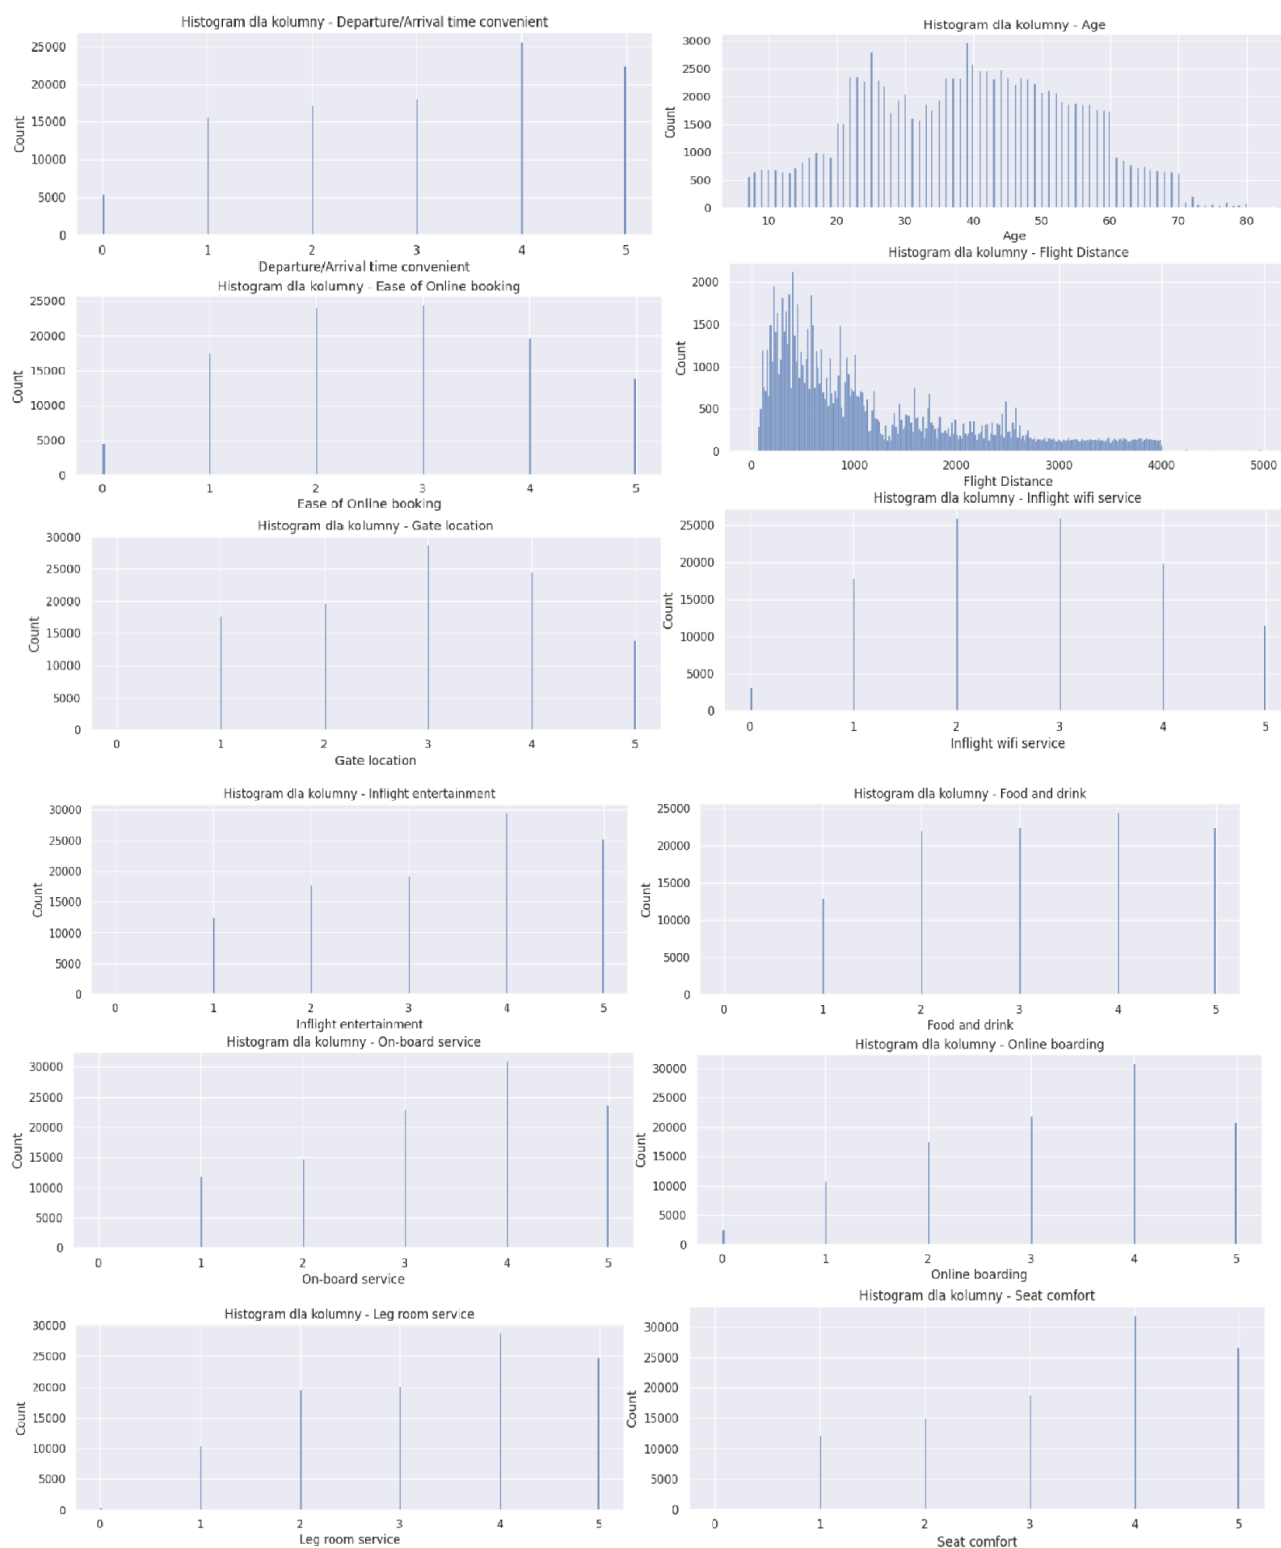 Histogram dla kolumny - Departure/Arrival time convenient
25000
20000
15000
10000
5000
0
Count
0 1 2 3 4 5
Departure/Arrival time convenient
Histogram dla kolumny - Age
3000
2500
2000
1500
1000
500
0
Count
10 20 30 40 50 60 70 80
Age
Histogram dla kolumny - Ease of Online booking
25000
20000
15000
10000
5000
0
Count
0 1 2 3 4 5
Ease of Online booking
Histogram dla kolumny - Flight Distance
2000
1500
1000
500
0
Count
0 1000 2000 3000 4000 5000
Flight Distance
Histogram dla kolumny - Gate location
30000
25000
20000
15000
10000
5000
0
Count
0 1 2 3 4 5
Gate location
Histogram dla kolumny - Inflight wifi service
25000
20000
15000
10000
5000
0
Count
0 1 2 3 4 5
Inflight wifi service
Histogram dla kolumny - Inflight entertainment
30000
25000
20000
15000
10000
5000
0
Count
0 1 2 3 4 5
Inflight entertainment
Histogram dla kolumny - Food and drink
25000
20000
15000
10000
5000
0
Count
0 1 2 3 4 5
Food and drink
Histogram dla kolumny - On-board service
30000
25000
20000
15000
10000
5000
0
Count
0 1 2 3 4 5
On-board service
Histogram dla kolumny - Online boarding
30000
25000
20000
15000
10000
5000
0
Count
0 1 2 3 4 5
Online boarding
Histogram dla kolumny - Leg room service
30000
25000
20000
15000
10000
5000
0
Count
0 1 2 3 4 5
Leg room service
Histogram dla kolumny - Seat comfort
30000
25000
20000
15000
10000
5000
0
Count
0 1 2 3 4 5
Seat comfort